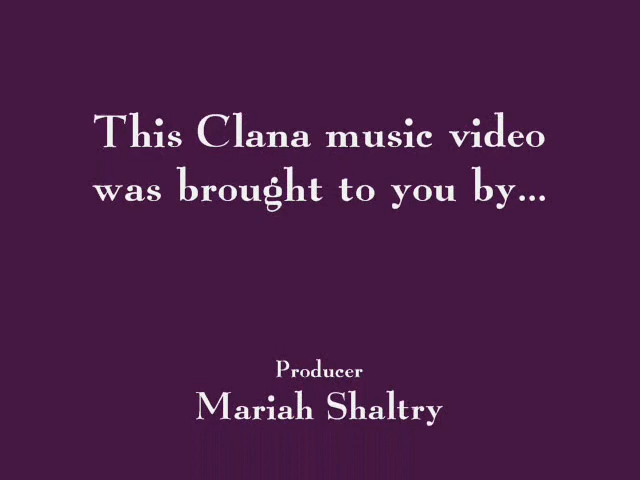 This Clana music video
was brought to you by...
Producer
Mariah Shaltry